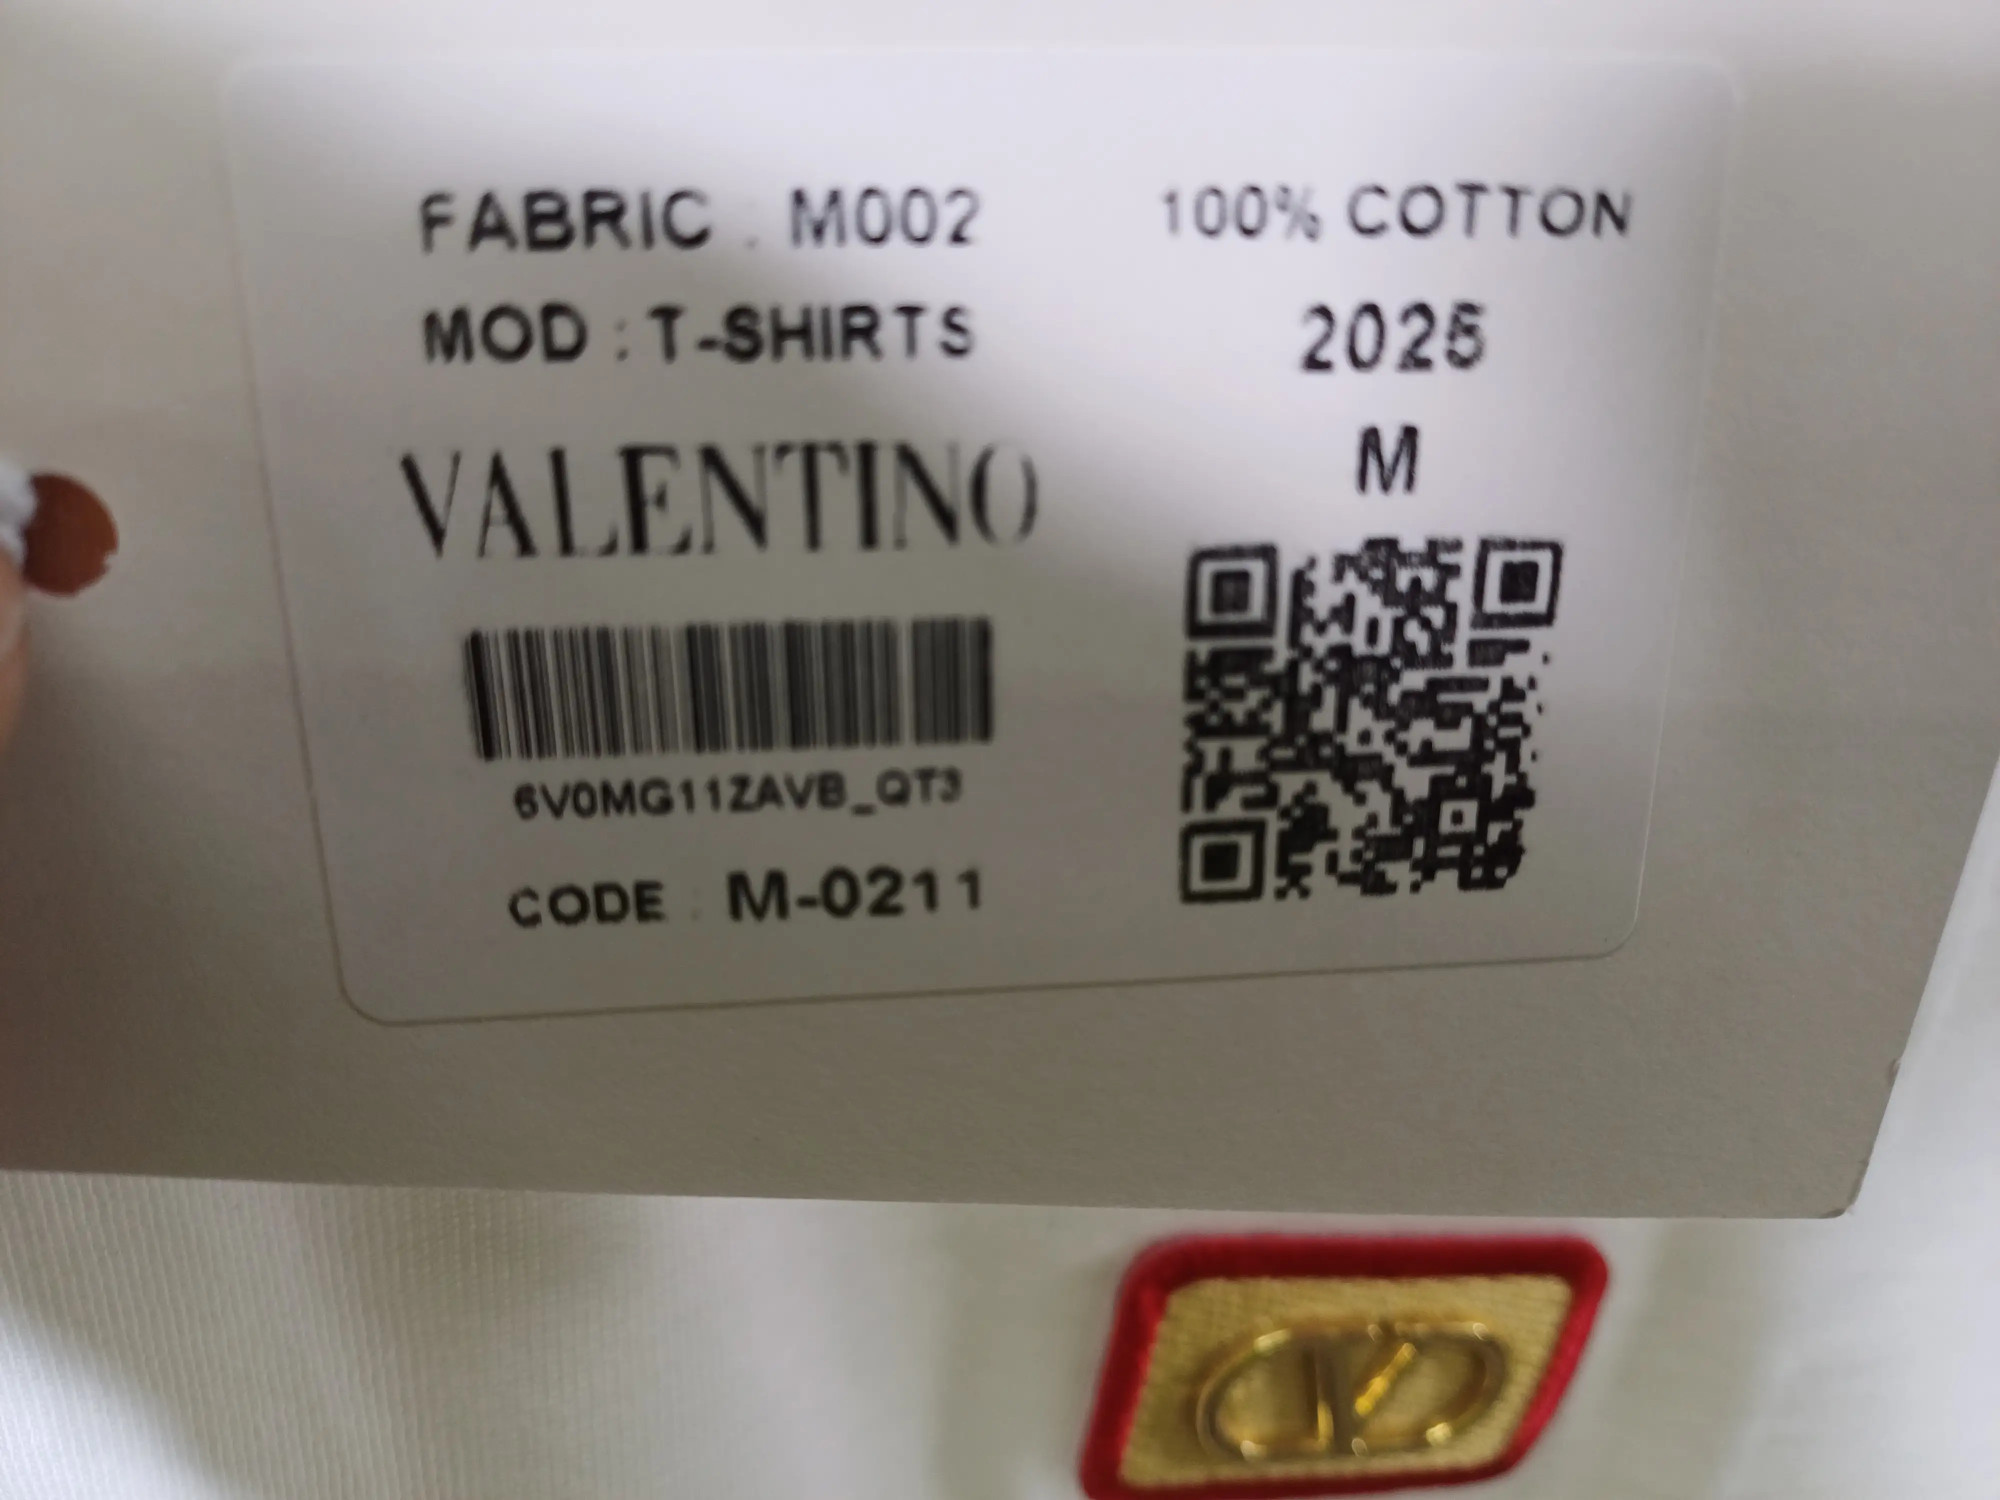 FABRIC : M002
100% COTTON
MOD : T-SHIRTS
2025
M
VALENTINO
6V0MG11ZAVB_QT3
CODE : M-0211